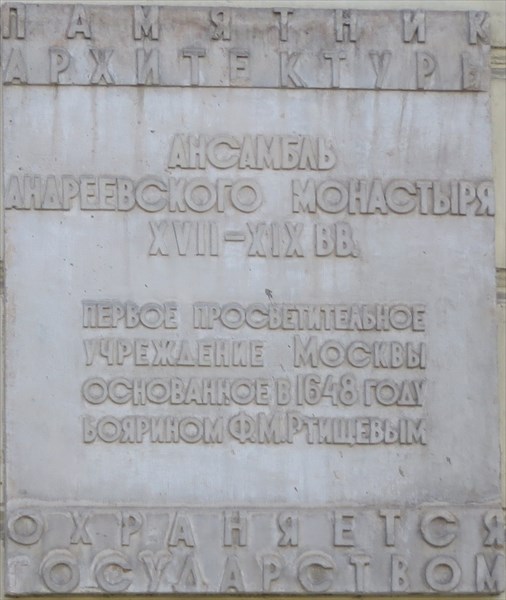 ПАМЯТНИК
АРХИТЕКТУРЫ
АНСАМБЛЬ
АНДРЕЕВСКОГО МОНАСТЫРЯ
XVII–XIX ВВ.
ПЕРВОЕ ПРОСВЕТИТЕЛЬНОЕ
УЧРЕЖДЕНИЕ МОСКВЫ
ОСНОВАННОЕ В 1648 ГОДУ
БОЯРИНОМ Ф.М.РТИЩЕВЫМ
ОХРАНЯЕТСЯ
ГОСУДАРСТВОМ